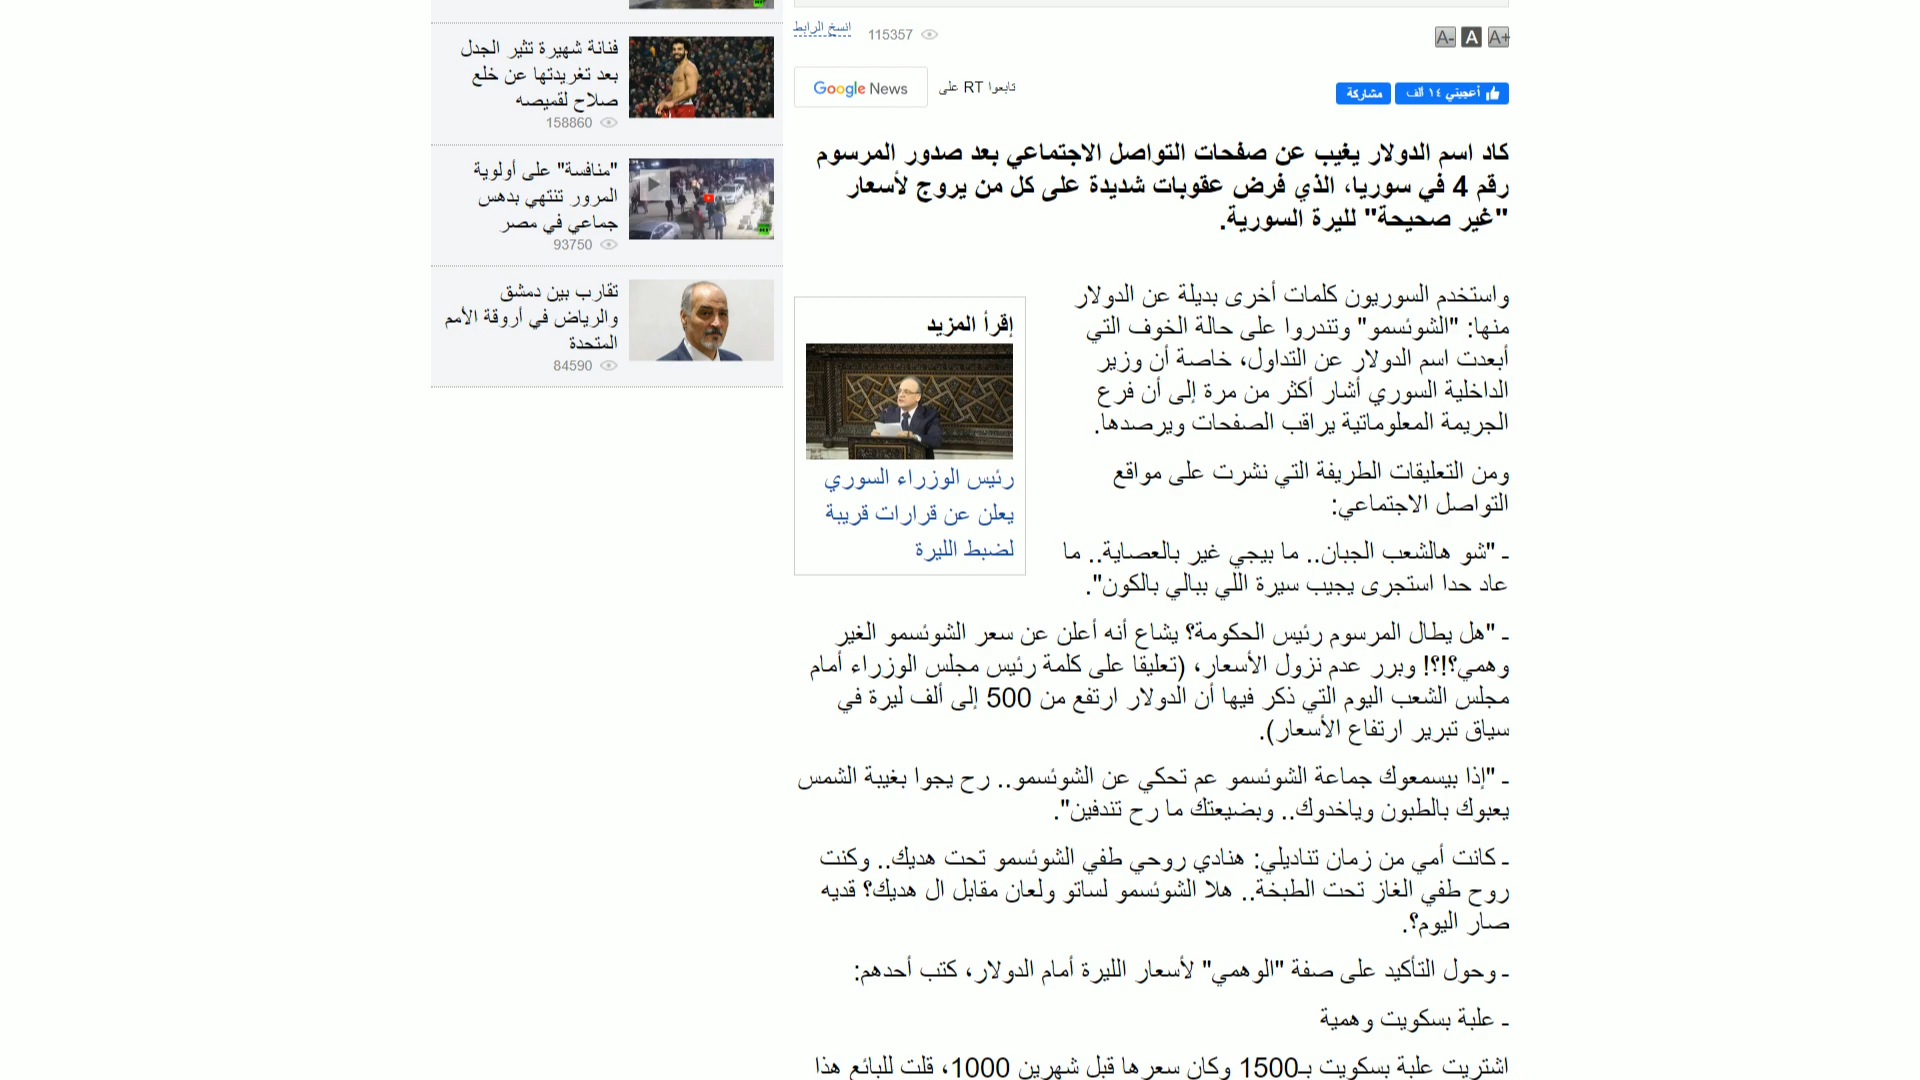 انسخ الرابط
115357
A- A A+
Google News
تابعوا RT على
مشاركة
أعجبني ١٤ ألف
كاد اسم الدولار يغيب عن صفحات التواصل الاجتماعي بعد صدور المرسوم
رقم 4 في سوريا، الذي فرض عقوبات شديدة على كل من يروج لأسعار
"غير صحيحة" لليرة السورية.
واستخدم السوريون كلمات أخرى بديلة عن الدولار
منها: "الشوئسمو" وتندروا على حالة الخوف التي
أبعدت اسم الدولار عن التداول، خاصة أن وزير
الداخلية السوري أشار أكثر من مرة إلى أن فرع
الجريمة المعلوماتية يراقب الصفحات ويرصدها.
إقرأ المزيد
رئيس الوزراء السوري
يعلن عن قرارات قريبة
لضبط الليرة
ومن التعليقات الطريفة التي نشرت على مواقع
التواصل الاجتماعي:
ـ "شو هالشعب الجبان.. ما بيجي غير بالعصاية.. ما
عاد حدا استجرى يجيب سيرة اللي ببالي بالكون".
ـ "هل يطال المرسوم رئيس الحكومة؟ يشاع أنه أعلن عن سعر الشوئسمو الغير
وهمي؟!؟! وبرر عدم نزول الأسعار، (تعليقا على كلمة رئيس مجلس الوزراء أمام
مجلس الشعب اليوم التي ذكر فيها أن الدولار ارتفع من 500 إلى ألف ليرة في
سياق تبرير ارتفاع الأسعار).
ـ "إذا بيسمعوك جماعة الشوئسمو عم تحكي عن الشوئسمو.. رح يجوا بغيبة الشمس
يعبوك بالطبون وياخدوك.. وبضيعتك ما رح تندفين".
ـ كانت أمي من زمان تناديلي: هنادي روحي طفي الشوئسمو تحت هديك.. وكنت
روح طفي الغاز تحت الطبخة.. هلا الشوئسمو لساتو ولعان مقابل ال هديك؟ قديه
صار اليوم؟.
ـ وحول التأكيد على صفة "الوهمي" لأسعار الليرة أمام الدولار، كتب أحدهم:
ـ علبة بسكويت وهمية
اشتريت علبة بسكويت بـ1500 وكان سعرها قبل شهرين 1000، قلت للبائع هذا
فنانة شهيرة تثير الجدل
بعد تغريدتها عن خلع
صلاح لقميصه
158860
"منافسة" على أولوية
المرور تنتهي بدهس
جماعي في مصر
93750
تقارب بين دمشق
والرياض في أروقة الأمم
المتحدة
84590